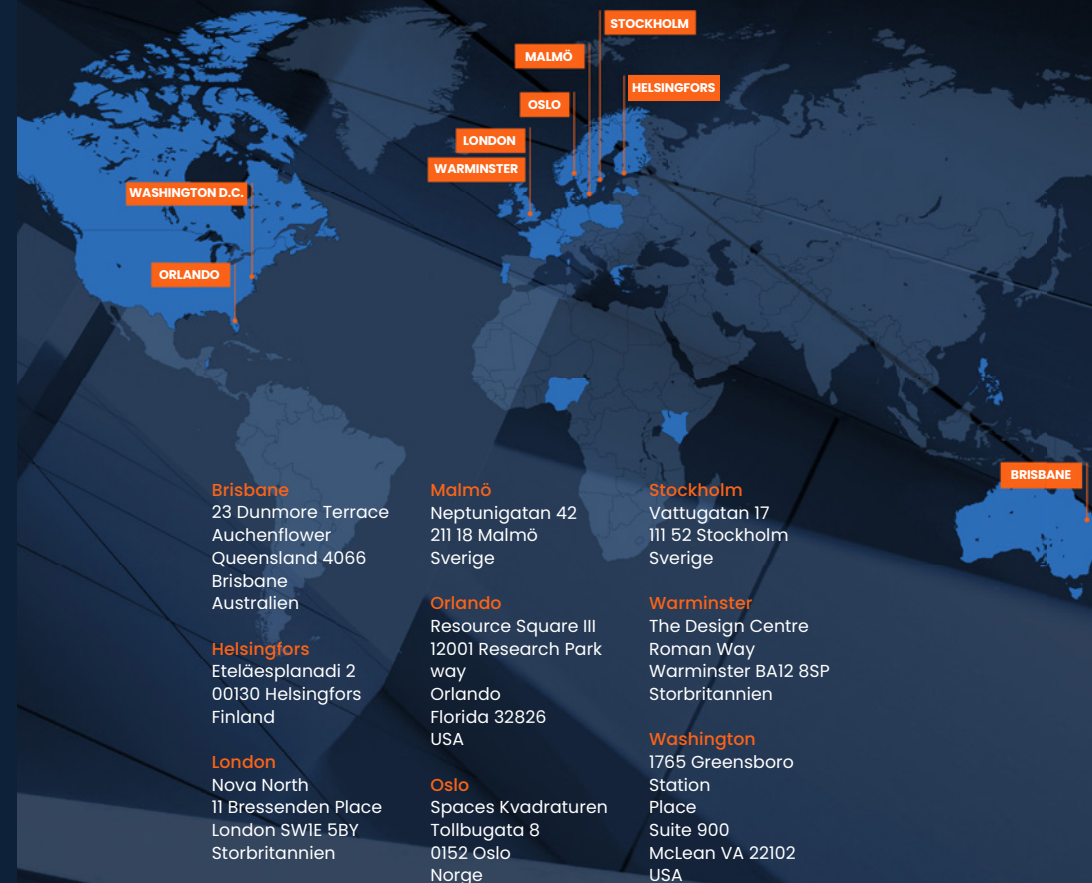 STOCKHOLM
MALMÖ
HELSINGFORS
OSLO
LONDON
WARMINSTER
WASHINGTON D.C.
ORLANDO
BRISBANE
Brisbane
23 Dunmore Terrace
Auchenflower
Queensland 4066
Brisbane
Australien
Helsingfors
Eteläesplanadi 2
00130 Helsingfors
Finland
London
Nova North
11 Bressenden Place
London SW1E 5BY
Storbritannien
Malmö
Neptunigatan 42
211 18 Malmö
Sverige
Orlando
Resource Square III
12001 Research Park
way
Orlando
Florida 32826
USA
Oslo
Spaces Kvadraturen
Tollbugata 8
0152 Oslo
Norge
Stockholm
Vattugatan 17
111 52 Stockholm
Sverige
Warminster
The Design Centre
Roman Way
Warminster BA12 8SP
Storbritannien
Washington
1765 Greensboro
Station
Place
Suite 900
McLean VA 22102
USA